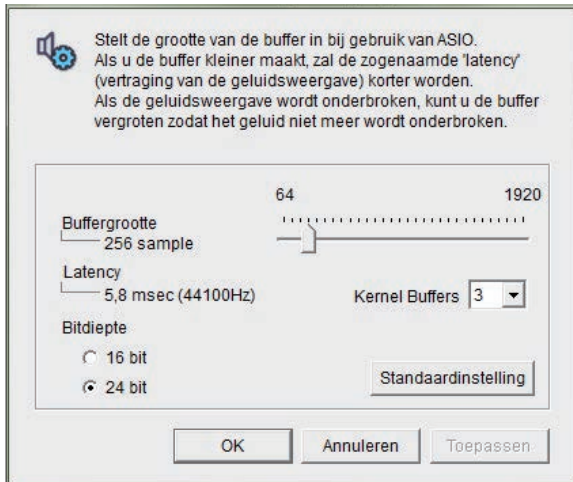 Stelt de grootte van de buffer in bij gebruik van ASIO.
Als u de buffer kleiner maakt, zal de zogenaamde 'latency'
(vertraging van de geluidsweergave) korter worden.
Als de geluidsweergave wordt onderbroken, kunt u de buffer
vergroten zodat het geluid niet meer wordt onderbroken.
64 1920
Buffergrootte
256 sample
Latency
5,8 msec (44100Hz)
Kernel Buffers 3
Bitdiepte
16 bit
24 bit
Standaardinstelling
OK Annuleren Toepassen